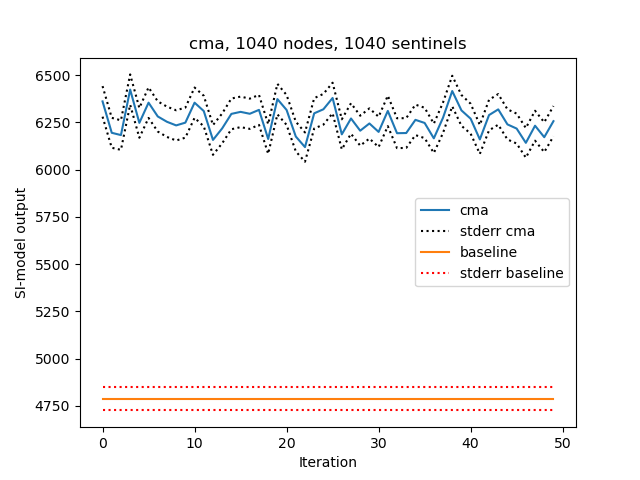 cma, 1040 nodes, 1040 sentinels
SI-model output
6500
6250
6000
5750
5500
5250
5000
4750
cma
stderr cma
baseline
stderr baseline
0 10 20 30 40 50
Iteration